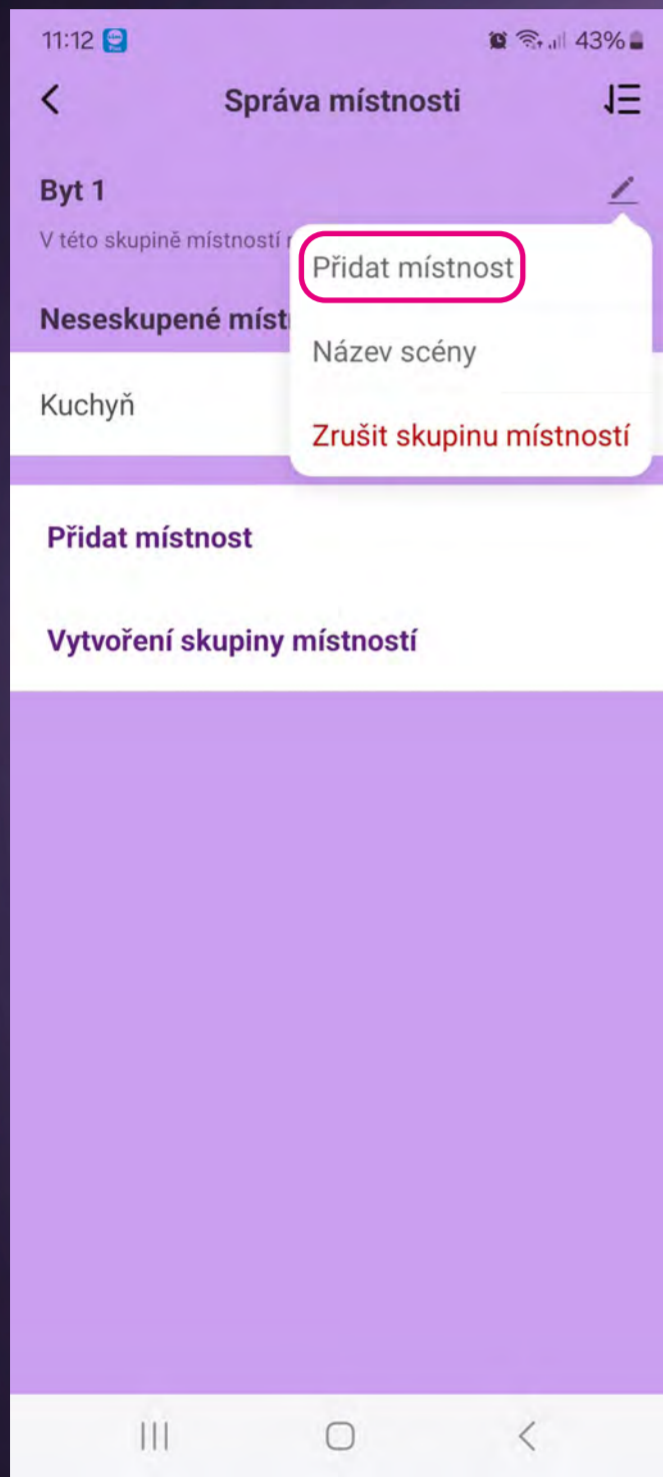 11:12
43%
Správa místnosti
Byt 1
V této skupině místností
Přidat místnost
Neseskupené míst
Název scény
Kuchyň
Zrušit skupinu místností
Přidat místnost
Vytvoření skupiny místností